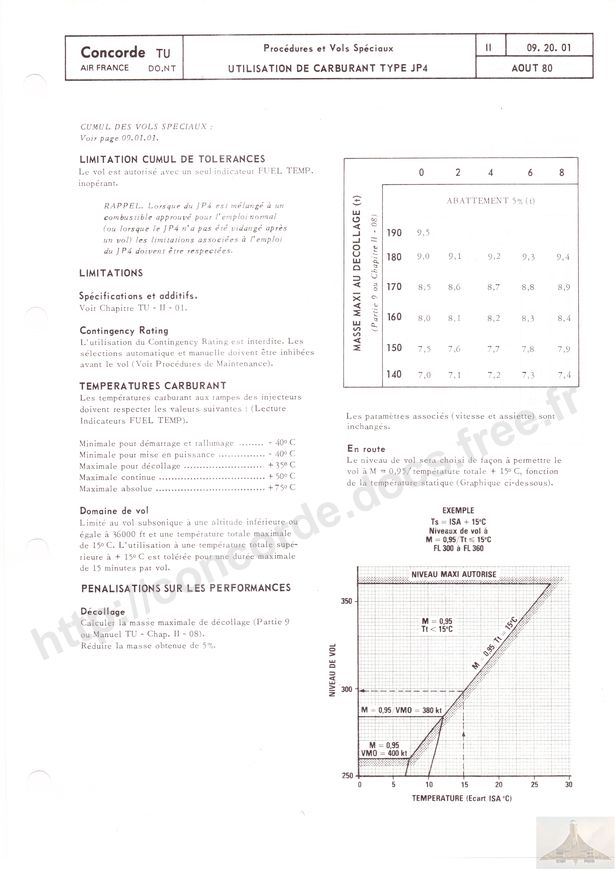 Concorde TU
AIR FRANCE DO.NT
Procédures et Vols Spéciaux
UTILISATION DE CARBURANT TYPE JP4
II
09. 20. 01
AOUT 80
CUMUL DES VOLS SPECIAUX :
Voir page 09.01.01.
LIMITATION CUMUL DE TOLERANCES
Le vol est autorisé avec un seul indicateur FUEL TEMP.
inopérant.
RAPPEL. Lorsque du JP4 est mélangé à un
combustible approuvé pour l'emploi normal
(ou lorsque le JP4 n'a pas été vidangé après
un vol) les limitations associées à l'emploi
du JP4 doivent être respectées.
LIMITATIONS
Spécifications et additifs.
Voir Chapitre TU - II - 01.
Contingency Rating
L'utilisation du Contingency Rating est interdite. Les
sélections automatique et manuelle doivent être inhibées
avant le vol (Voir Procédures de Maintenance).
TEMPERATURES CARBURANT
Les températures carburant aux rampes des injecteurs
doivent respecter les valeurs suivantes : (Lecture
Indicateurs FUEL TEMP).
Minimale pour démarrage et rallumage ........ - 40° C
Minimale pour mise en puissance ............... - 40° C
Maximale pour décollage ...................... + 35° C
Maximale continue ............................ + 50° C
Maximale absolue ............................. + 75° C
Domaine de vol
Limité au vol subsonique à une altitude inférieure ou
égale à 36000 ft et une température totale maximale
de 15° C. L'utilisation à une température totale supé-
rieure à + 15° C est tolérée pour une durée maximale
de 15 minutes par vol.
PENALISATIONS SUR LES PERFORMANCES
Décollage
Calculer la masse maximale de décollage (Partie 9
ou Manuel TU - Chap. II - 08).
Réduire la masse obtenue de 5%.
0 2 4 6 8
MASSE MAXI AU DECOLLAGE (t)
(Partie 9 ou Chapitre II - 08)
ABATTEMENT 5% (t)
190 9,5
180 9,0 9,1 9,2 9,3 9,4
170 8,5 8,6 8,7 8,8 8,9
160 8,0 8,1 8,2 8,3 8,4
150 7,5 7,6 7,7 7,8 7,9
140 7,0 7,1 7,2 7,3 7,4
Les paramètres associés (vitesse et assiette) sont
inchangés.
En route
Le niveau de vol sera choisi de façon à permettre le
vol à M = 0,95/ température totale + 15° C, fonction
de la température statique (Graphique ci-dessous).
EXEMPLE
Ts = ISA + 15°C
Niveaux de vol à
M = 0,95/Tt ≤ 15°C
FL 300 à FL 360
NIVEAU MAXI AUTORISE
M = 0,95
Tt < 15°C
M = 0,95 Tt = 15°C
M = 0,95 VMO = 380 kt
M = 0,95
VMO = 400 kt
NIVEAU DE VOL
350
300
250
0 5 10 15 20 25 30
TEMPERATURE (Ecart ISA °C)
http://concorde.docs.free.fr